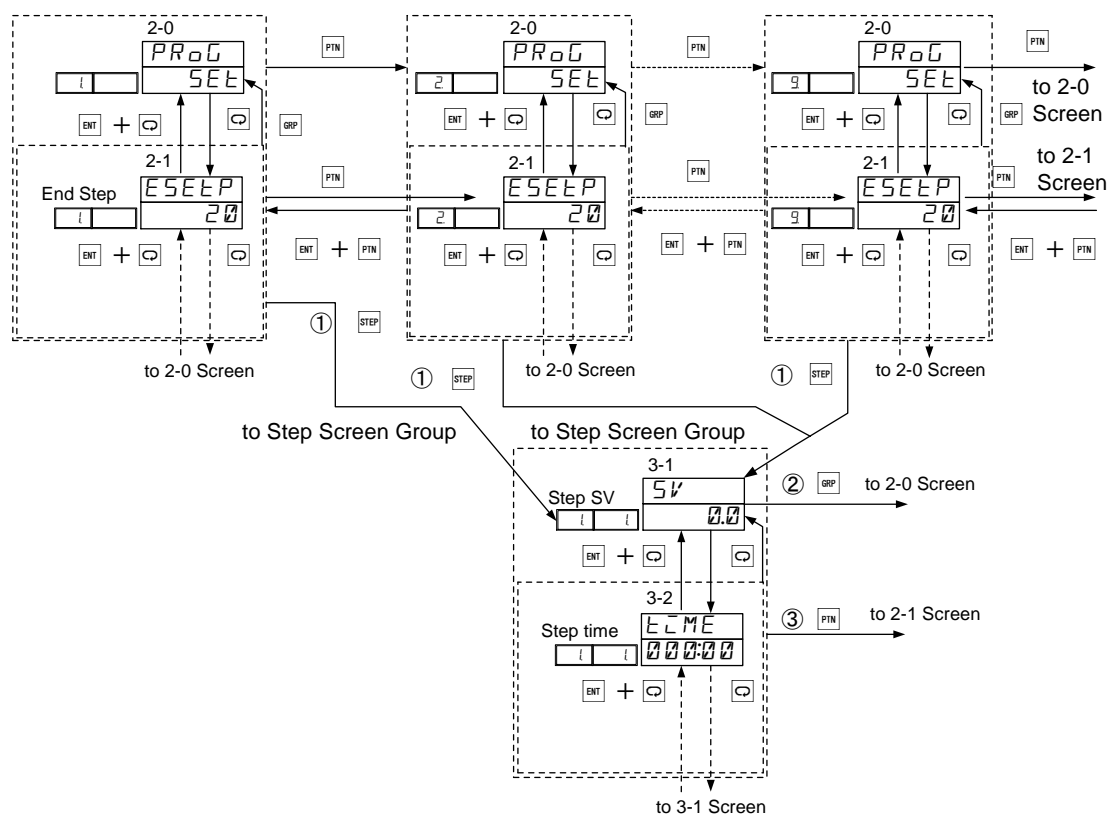 2-0
PRoG
SEt
1.
ENT + 
PTN
GRP
2-1
End Step
ESEtP
20
1.
ENT + 
PTN
ENT + PTN
to 2-0 Screen
2-0
PRoG
SEt
2.
ENT + 
PTN
GRP
2-1
ESEtP
20
2.
ENT + 
PTN
ENT + PTN
to 2-0 Screen
2-0
PRoG
SEt
9.
ENT + 
PTN
to 2-0
Screen
GRP
2-1
ESEtP
20
9.
ENT + 
PTN
to 2-1
Screen
ENT + PTN
to 2-0 Screen
① STEP
① STEP
① STEP
to Step Screen Group
to Step Screen Group
3-1
Step SV
SV
0.0
1. 1.
ENT + 
② GRP to 2-0 Screen
3-2
Step time
tiME
000:00
1. 1.
ENT + 
③ PTN to 2-1 Screen
to 3-1 Screen